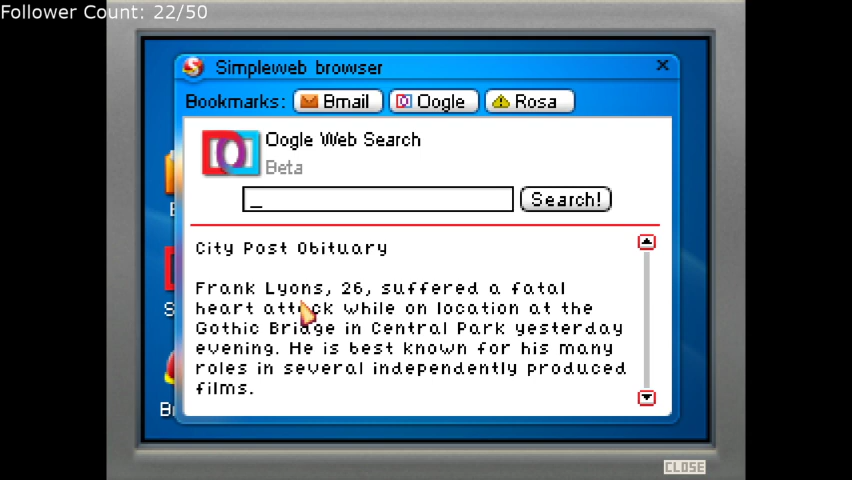 Follower Count: 22/50
Simpleweb browser
Bookmarks: Bmail Oogle Rosa
Oogle Web Search
Beta
_ Search!
City Post Obituary
Frank Lyons, 26, suffered a fatal
heart attack while on location at the
Gothic Bridge in Central Park yesterday
evening. He is best known for his many
roles in several independently produced
films.
CLOSE